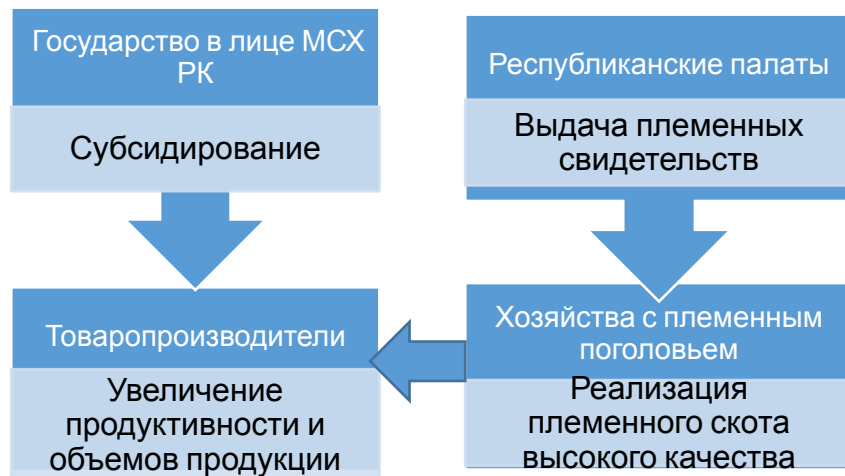 Государство в лице МСХ
РК
Субсидирование
Республиканские палаты
Выдача племенных
свидетельств
Товаропроизводители
Увеличение
продуктивности и
объемов продукции
Хозяйства с племенным
поголовьем
Реализация
племенного скота
высокого качества